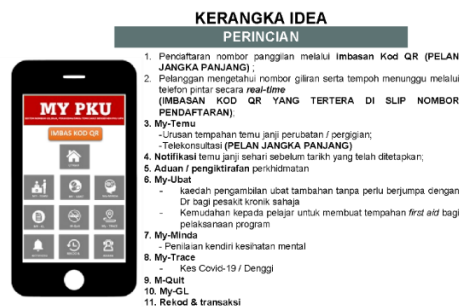 KERANGKA IDEA
PERINCIAN
1. Pendaftaran nombor panggilan melalui imbasan Kod QR (PELAN
JANGKA PANJANG) ;
2. Pelanggan mengetahui nombor giliran serta tempoh menunggu melalui
telefon pintar secara real-time
(IMBASAN KOD QR YANG TERTERA DI SLIP NOMBOR
PENDAFTARAN);
3. My-Temu
-Urusan tempahan temu janji perubatan / pergigian;
-Telekonsultasi (PELAN JANGKA PANJANG)
4. Notifikasi temu janji sehari sebelum tarikh yang telah ditetapkan;
5. Aduan / pengiktirafan perkhidmatan
6. My-Ubat
- kaedah pengambilan ubat tambahan tanpa perlu berjumpa dengan
Dr bagi pesakit kronik sahaja
- Kemudahan kepada pelajar untuk membuat tempahan first aid bagi
pelaksanaan program
7. My-Minda
- Penilaian kendiri kesihatan mental
8. My-Trace
- Kes Covid-19 / Denggi
9. M-Quit
10. My-GL
11. Rekod & transaksi
MY PKU
IMBAS KOD QR